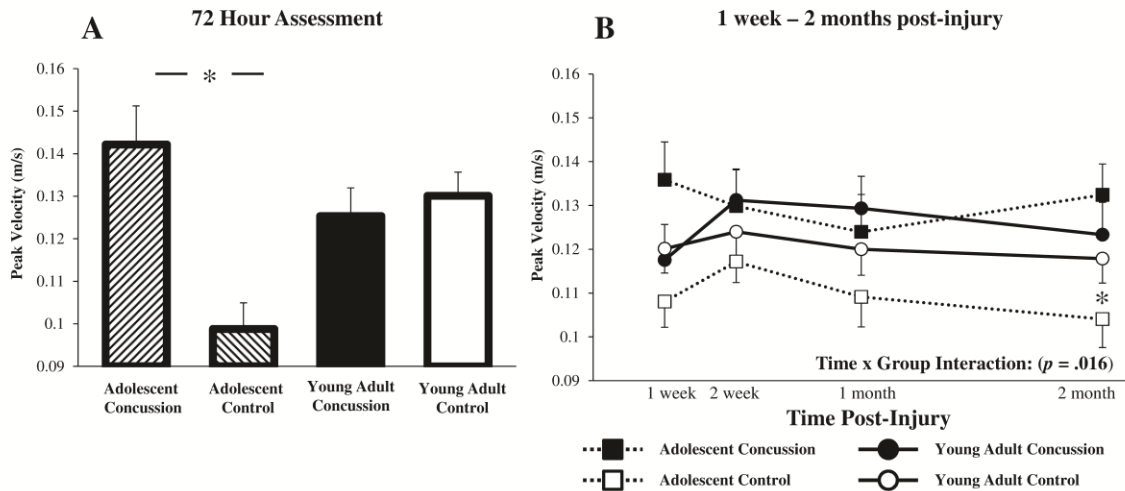 A
72 Hour Assessment
*
Peak Velocity (m/s)
0.16
0.15
0.14
0.13
0.12
0.11
0.1
0.09
Adolescent
Concussion
Adolescent
Control
Young Adult
Concussion
Young Adult
Control
B
1 week – 2 months post-injury
Peak Velocity (m/s)
0.16
0.15
0.14
0.13
0.12
0.11
0.1
0.09
*
Time x Group Interaction: (p = .016)
1 week
2 week
1 month
2 month
Time Post-Injury
Adolescent Concussion
Young Adult Concussion
Adolescent Control
Young Adult Control